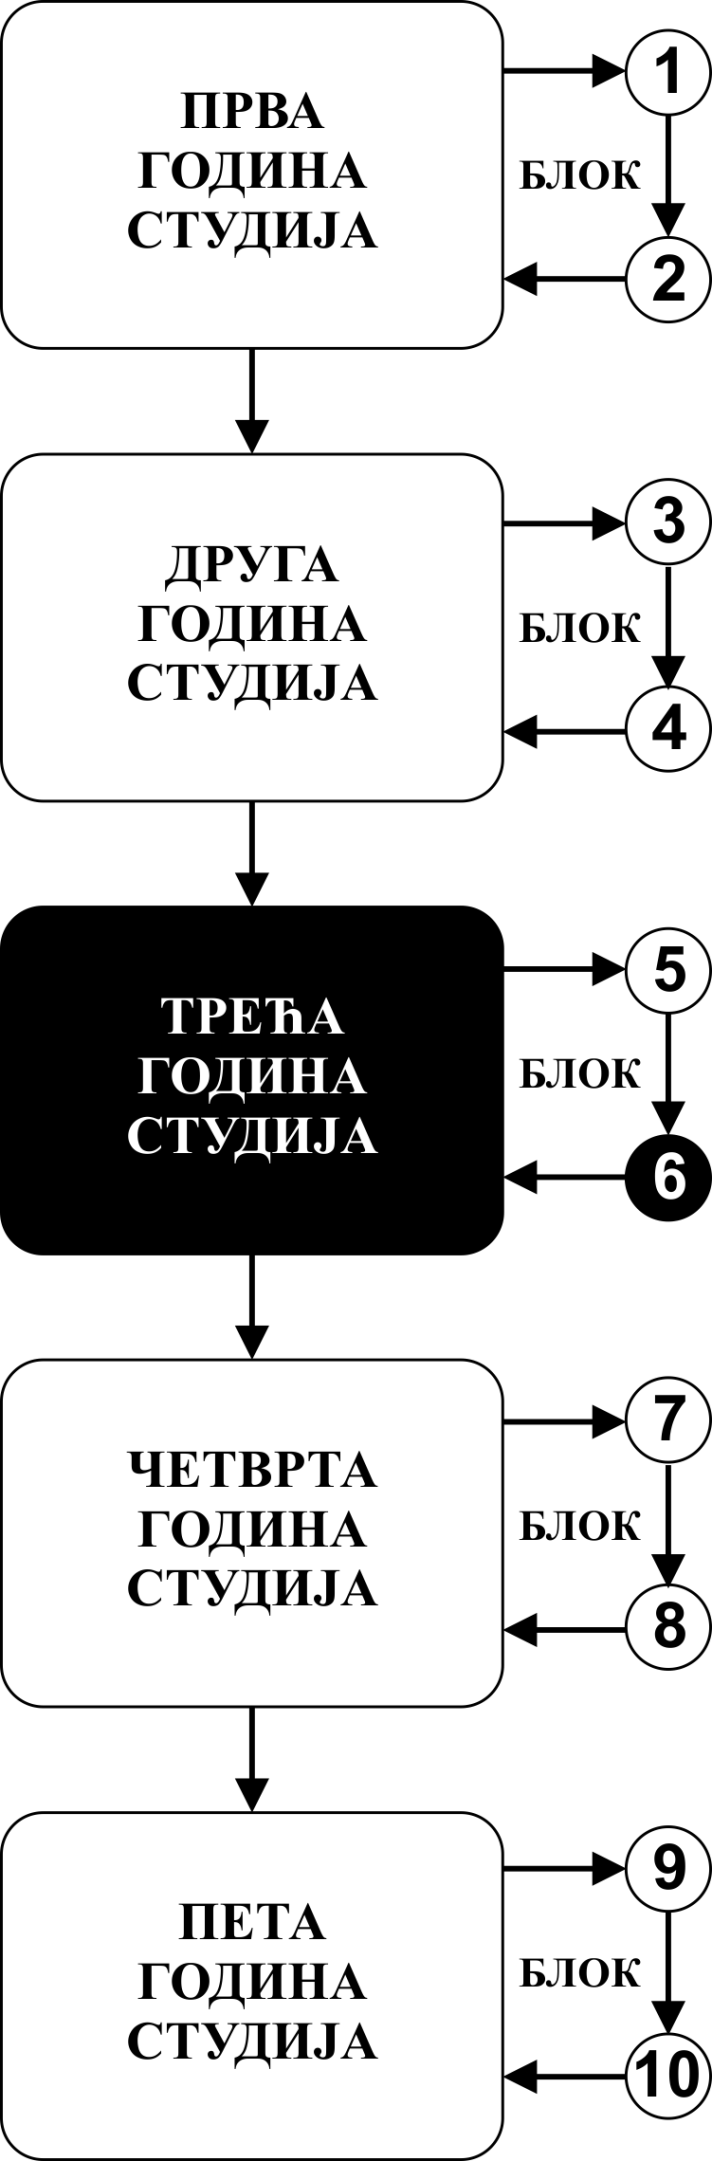 ПРВА
ГОДИНА
СТУДИЈА
1
БЛОК
2
ДРУГА
ГОДИНА
СТУДИЈА
3
БЛОК
4
ТРЕЋА
ГОДИНА
СТУДИЈА
5
БЛОК
6
ЧЕТВРТА
ГОДИНА
СТУДИЈА
7
БЛОК
8
ПЕТА
ГОДИНА
СТУДИЈА
9
БЛОК
10